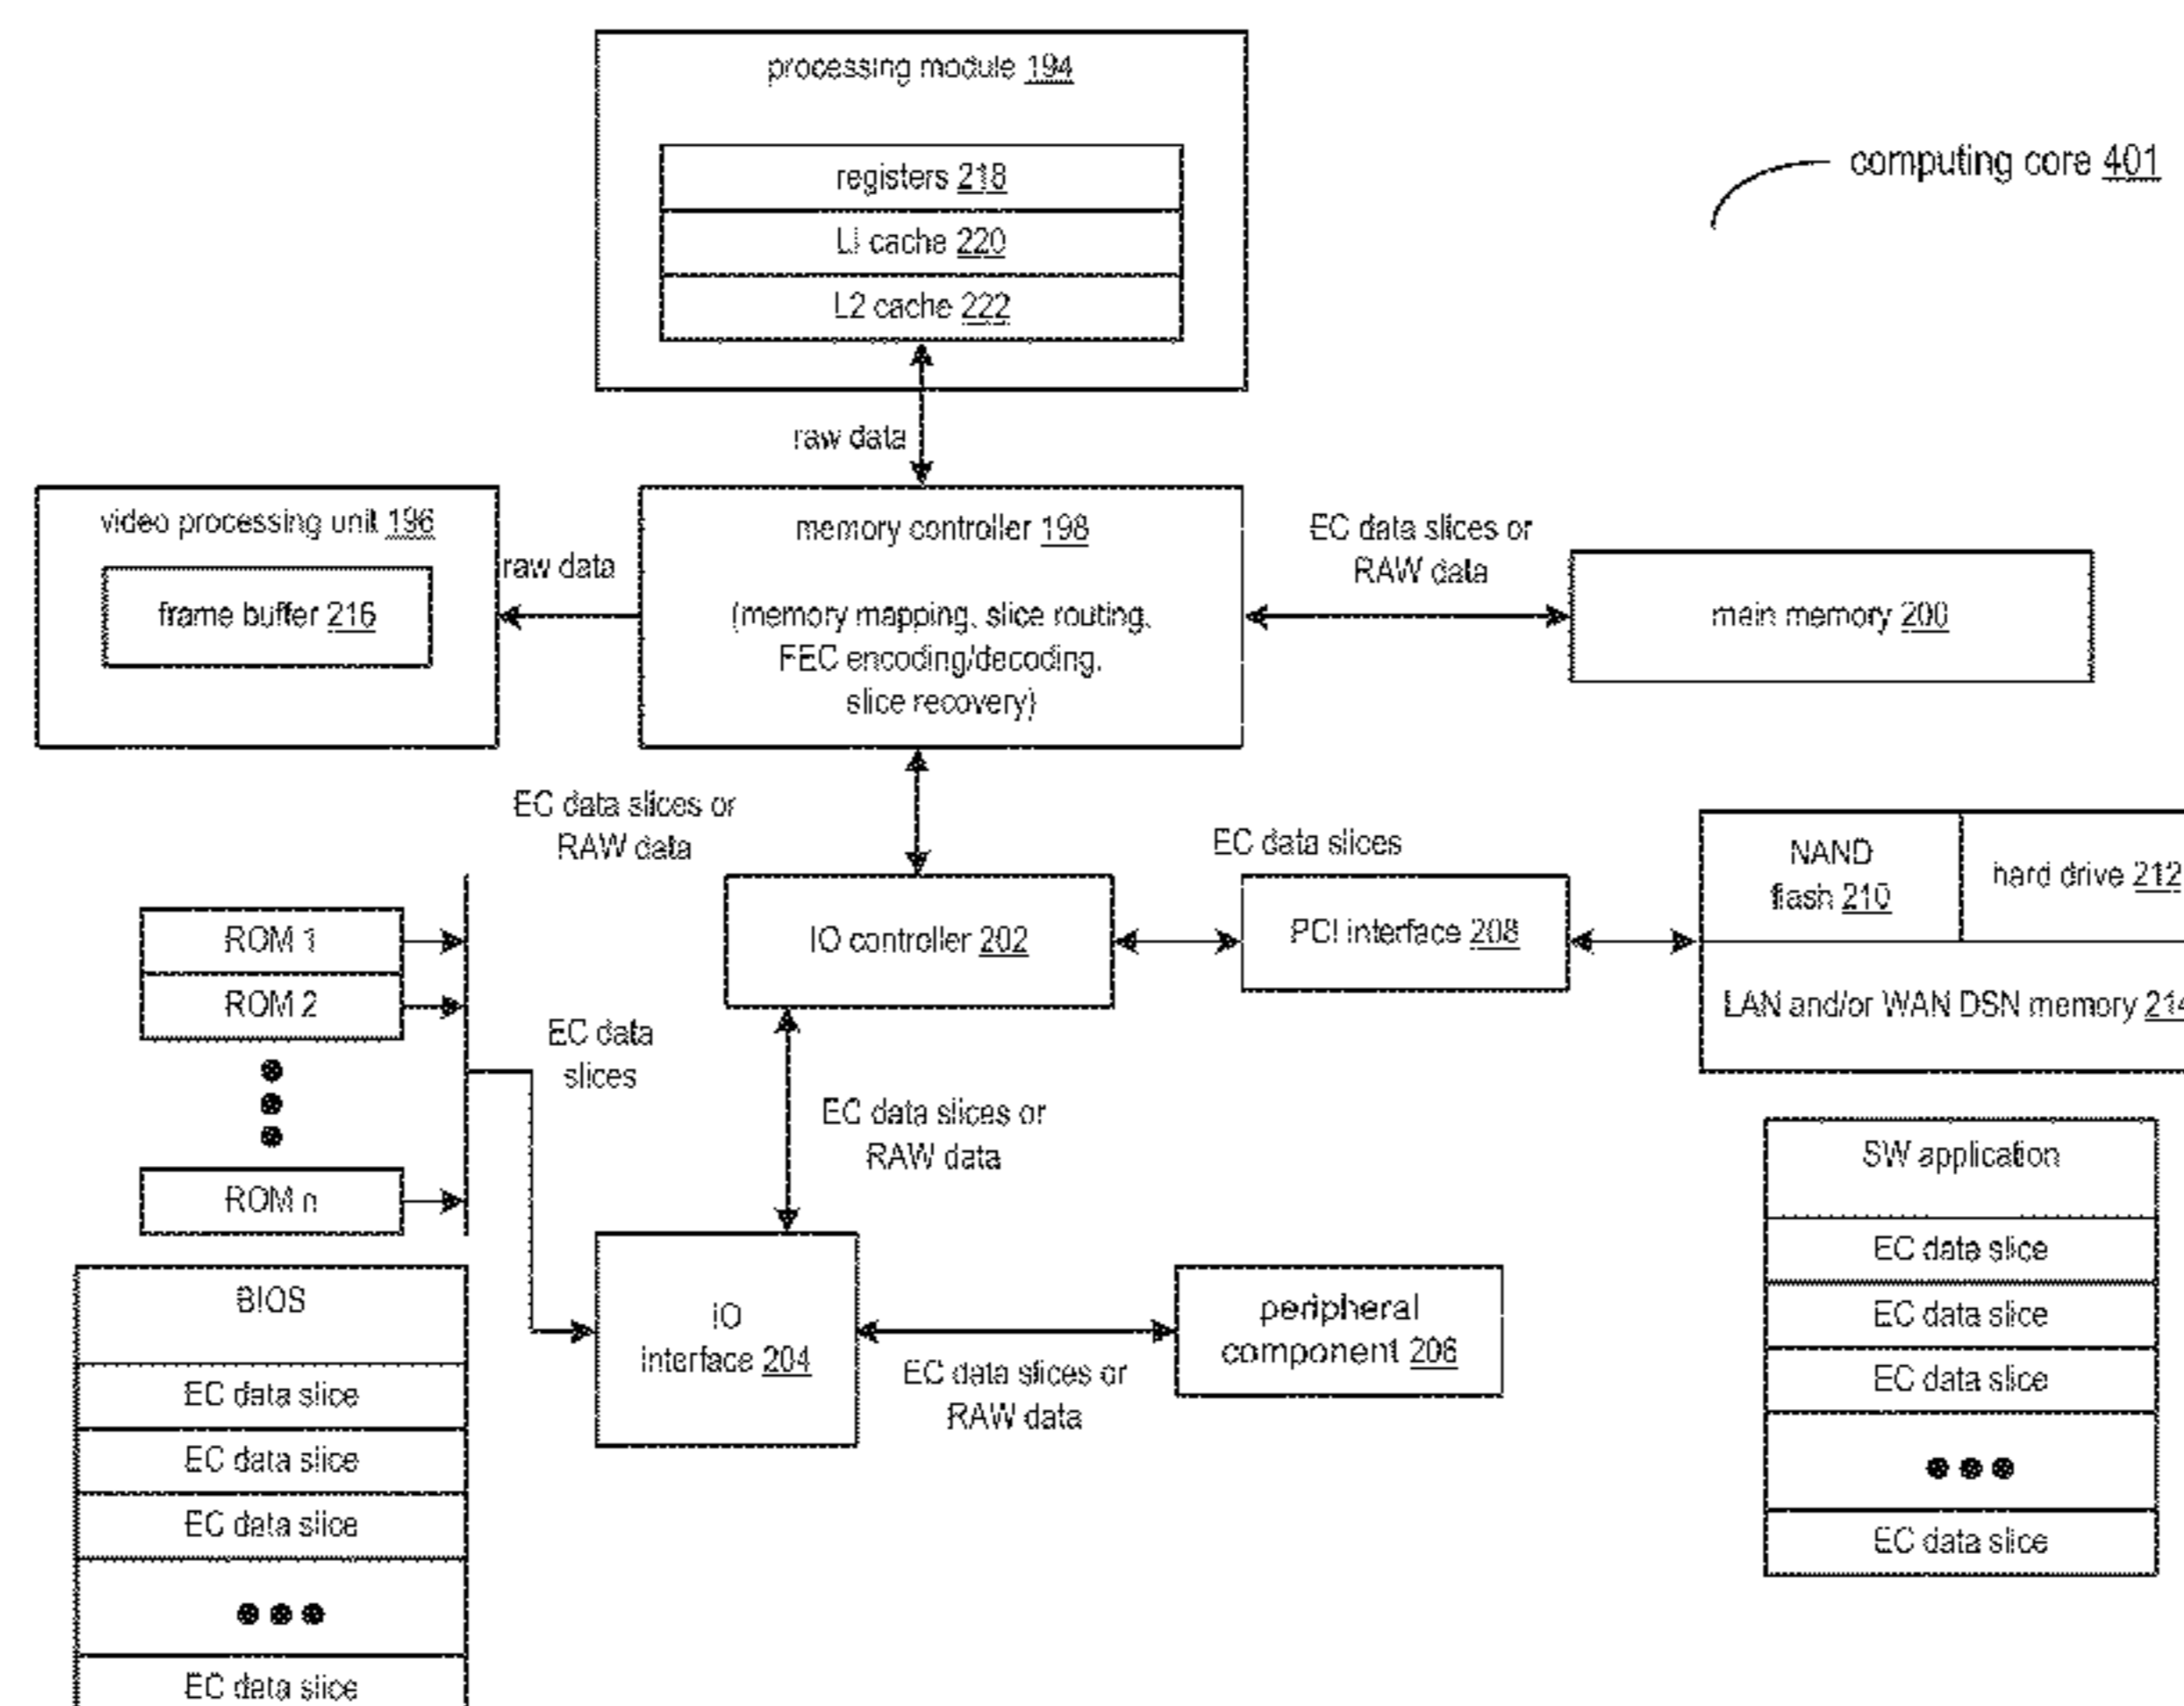 processing module 194
registers 218
L1 cache 220
L2 cache 222
computing core 401
raw data
video processing unit 196
frame buffer 216
raw data
memory controller 198
(memory mapping, slice routing,
FEC encoding/decoding,
slice recovery)
EC data slices or
RAW data
main memory 200
EC data slices or
RAW data
IO controller 202
EC data slices
PCI interface 208
NAND
flash 210
hard drive 212
LAN and/or WAN DSN memory 214
ROM 1
ROM 2
ROM n
EC data
slices
EC data slices or
RAW data
IO
interface 204
EC data slices or
RAW data
peripheral
component 206
BIOS
EC data slice
EC data slice
EC data slice
EC data slice
SW application
EC data slice
EC data slice
EC data slice
EC data slice